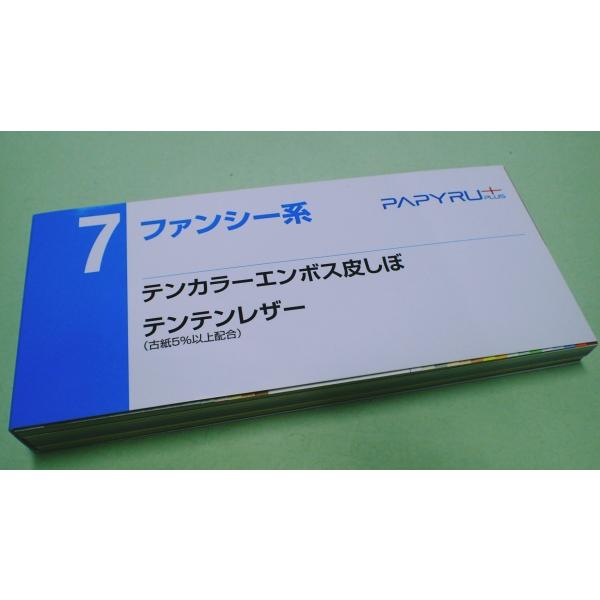 7
ファンシー系
PAPYRU+
PLUS
テンカラーエンボス皮しぼ
テンテンレザー
(古紙5%以上配合)